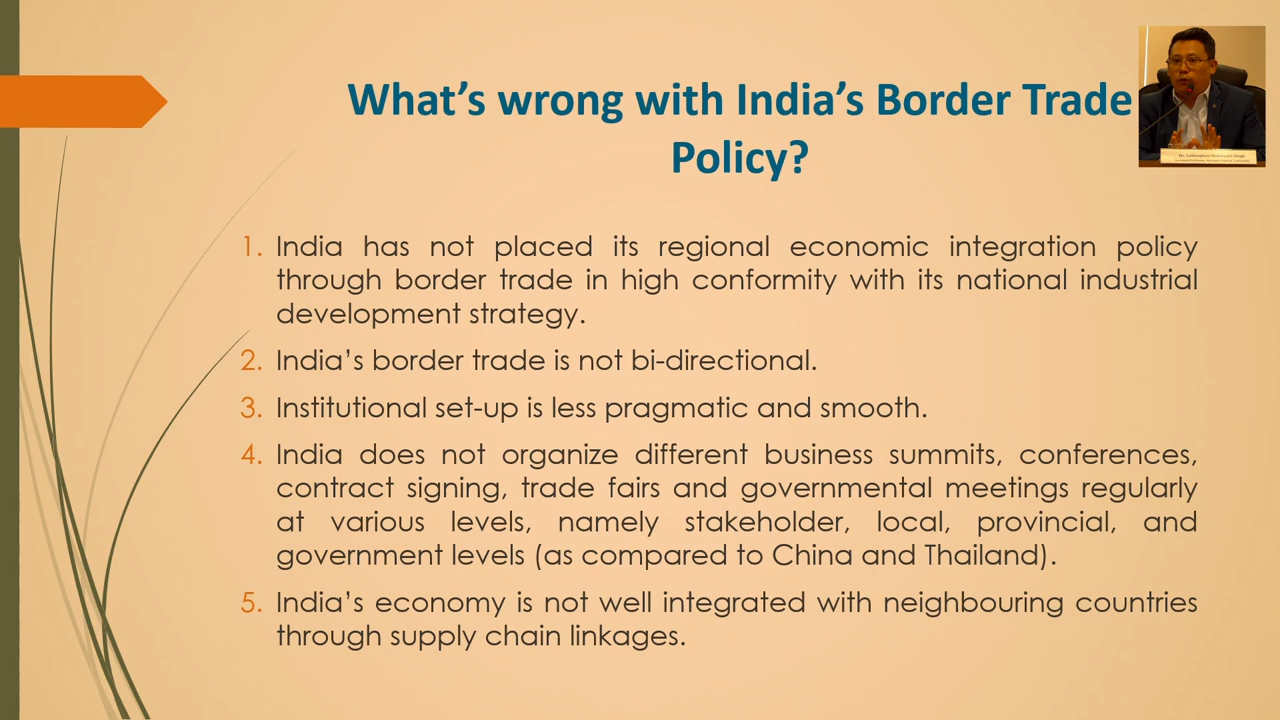 What's wrong with India's Border Trade
Policy?
1. India has not placed its regional economic integration policy
through border trade in high conformity with its national industrial
development strategy.
2. India's border trade is not bi-directional.
3. Institutional set-up is less pragmatic and smooth.
4. India does not organize different business summits, conferences,
contract signing, trade fairs and governmental meetings regularly
at various levels, namely stakeholder, local, provincial, and
government levels (as compared to China and Thailand).
5. India's economy is not well integrated with neighbouring countries
through supply chain linkages.